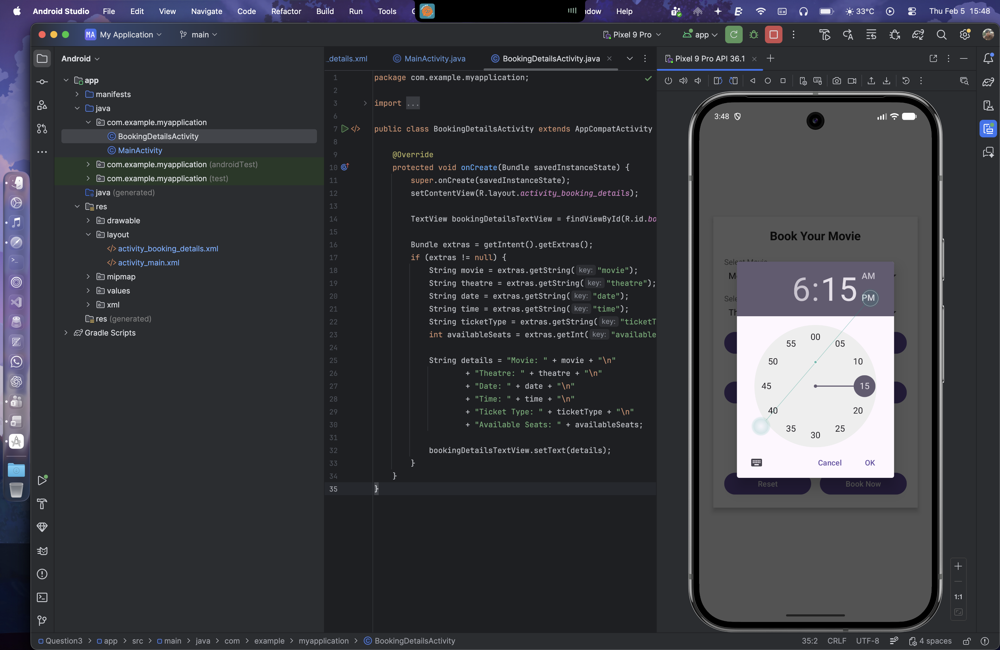 Android Studio File Edit View Navigate Code Refactor Build Run Tools G ndow Help 33°C Thu Feb 5 15:48
MA My Application main Pixel 9 Pro app
Android
app
manifests
java
com.example.myapplication
BookingDetailsActivity
MainActivity
com.example.myapplication (androidTest)
com.example.myapplication (test)
java (generated)
res
drawable
layout
activity_booking_details.xml
activity_main.xml
mipmap
values
xml
res (generated)
Gradle Scripts
_details.xml MainActivity.java BookingDetailsActivity.java
1 package com.example.myapplication;
2
3 import ...
6
7 public class BookingDetailsActivity extends AppCompatActivity
8
9 @Override
10 protected void onCreate(Bundle savedInstanceState) {
11 super.onCreate(savedInstanceState);
12 setContentView(R.layout.activity_booking_details);
13
14 TextView bookingDetailsTextView = findViewById(R.id.bo
15
16 Bundle extras = getIntent().getExtras();
17 if (extras != null) {
18 String movie = extras.getString( key: "movie");
19 String theatre = extras.getString( key: "theatre");
20 String date = extras.getString( key: "date");
21 String time = extras.getString( key: "time");
22 String ticketType = extras.getString( key: "ticketT
23 int availableSeats = extras.getInt( key: "available
24
25 String details = "Movie: " + movie + "\n"
26 + "Theatre: " + theatre + "\n"
27 + "Date: " + date + "\n"
28 + "Time: " + time + "\n"
29 + "Ticket Type: " + ticketType + "\n"
30 + "Available Seats: " + availableSeats;
31
32 bookingDetailsTextView.setText(details);
33 }
34 }
35 }
Pixel 9 Pro API 36.1
3:48
Book Your Movie
Select Movie
M
Sele
Th
6:15 AM
PM
00
55 05
50 10
45 15
40 20
35 25
30
Cancel OK
Reset Book Now
1:1
Question3 app src main java com example myapplication BookingDetailsActivity
35:2 CRLF UTF-8 4 spaces